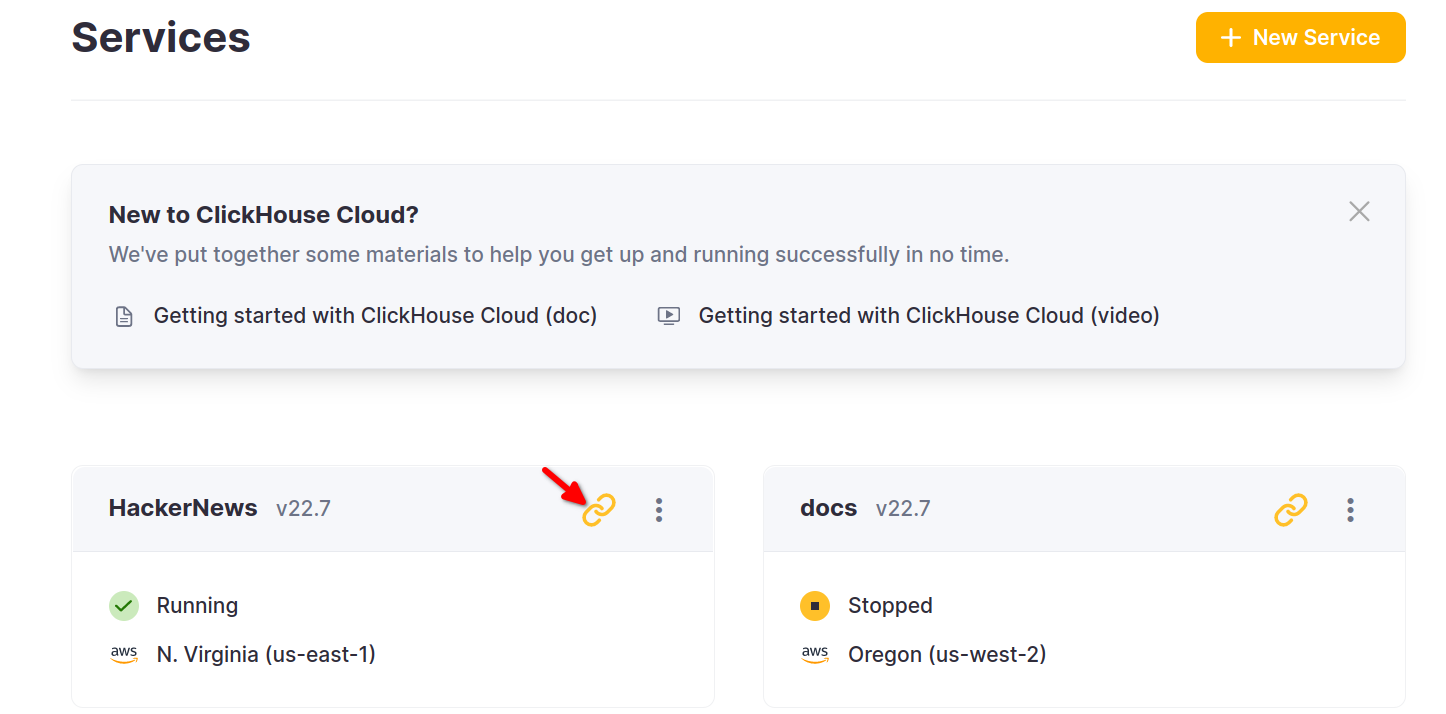 Services
New Service
New to ClickHouse Cloud?
We've put together some materials to help you get up and running successfully in no time.
Getting started with ClickHouse Cloud (doc)
Getting started with ClickHouse Cloud (video)
HackerNews v22.7
Running
aws N. Virginia (us-east-1)
docs v22.7
Stopped
aws Oregon (us-west-2)